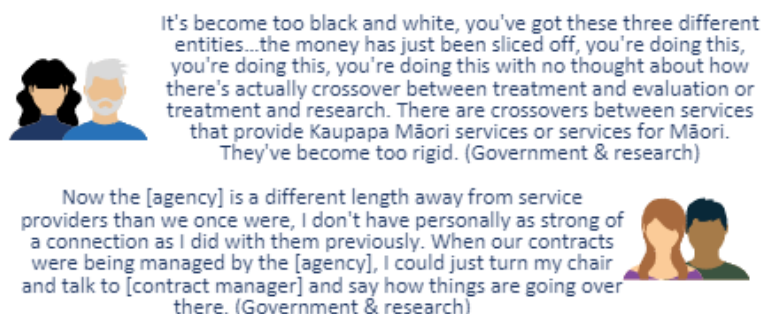 It's become too black and white, you've got these three different
entities...the money has just been sliced off, you're doing this,
you're doing this, you're doing this with no thought about how
there's actually crossover between treatment and evaluation or
treatment and research. There are crossovers between services
that provide Kaupapa Māori services or services for Māori.
They've become too rigid. (Government & research)
Now the [agency] is a different length away from service
providers than we once were, I don't have personally as strong of
a connection as I did with them previously. When our contracts
were being managed by the [agency], I could just turn my chair
and talk to [contract manager] and say how things are going over
there. (Government & research)